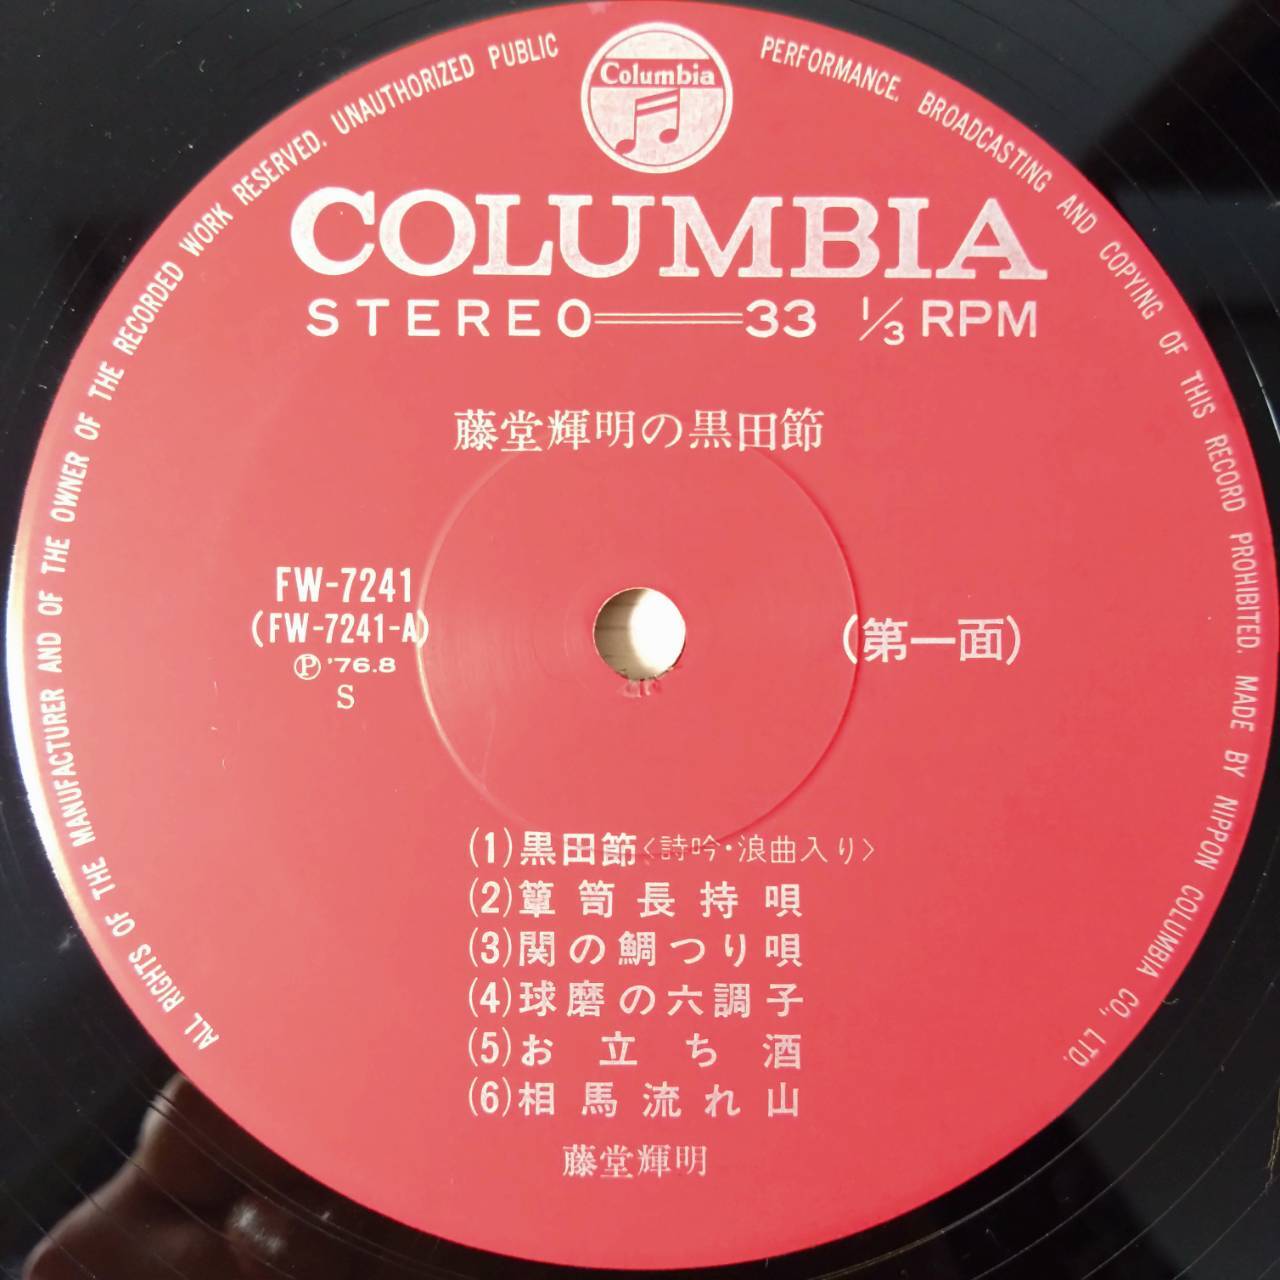 ALL RIGHTS OF THE MANUFACTURER AND OF THE OWNER OF THE RECORDED WORK RESERVED. UNAUTHORIZED PUBLIC PERFORMANCE. BROADCASTING AND COPYING OF THIS RECORD PROHIBITED. MADE BY NIPPON COLUMBIA CO., LTD.
Columbia
COLUMBIA
STEREO 33 1/3 RPM
藤堂輝明の黒田節
FW-7241
(FW-7241-A)
Ⓟ '76.8
S
(第一面)
(1)黒田節<詩吟・浪曲入り>
(2)簞笥長持唄
(3)関の鯛つり唄
(4)球磨の六調子
(5)お立ち酒
(6)相馬流れ山
藤堂輝明